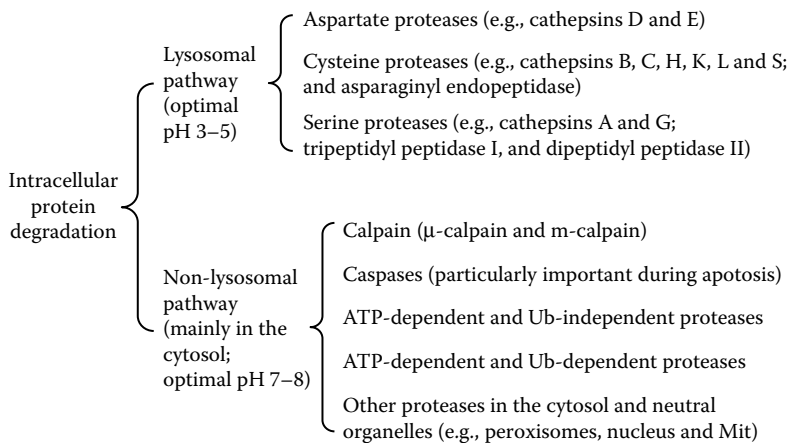 Intracellular
protein
degradation
Lysosomal
pathway
(optimal
pH 3–5)
Aspartate proteases (e.g., cathepsins D and E)
Cysteine proteases (e.g., cathepsins B, C, H, K, L and S;
and asparaginyl endopeptidase)
Serine proteases (e.g., cathepsins A and G;
tripeptidyl peptidase I, and dipeptidyl peptidase II)
Non-lysosomal
pathway
(mainly in the
cytosol;
optimal pH 7–8)
Calpain (μ-calpain and m-calpain)
Caspases (particularly important during apotosis)
ATP-dependent and Ub-independent proteases
ATP-dependent and Ub-dependent proteases
Other proteases in the cytosol and neutral
organelles (e.g., peroxisomes, nucleus and Mit)